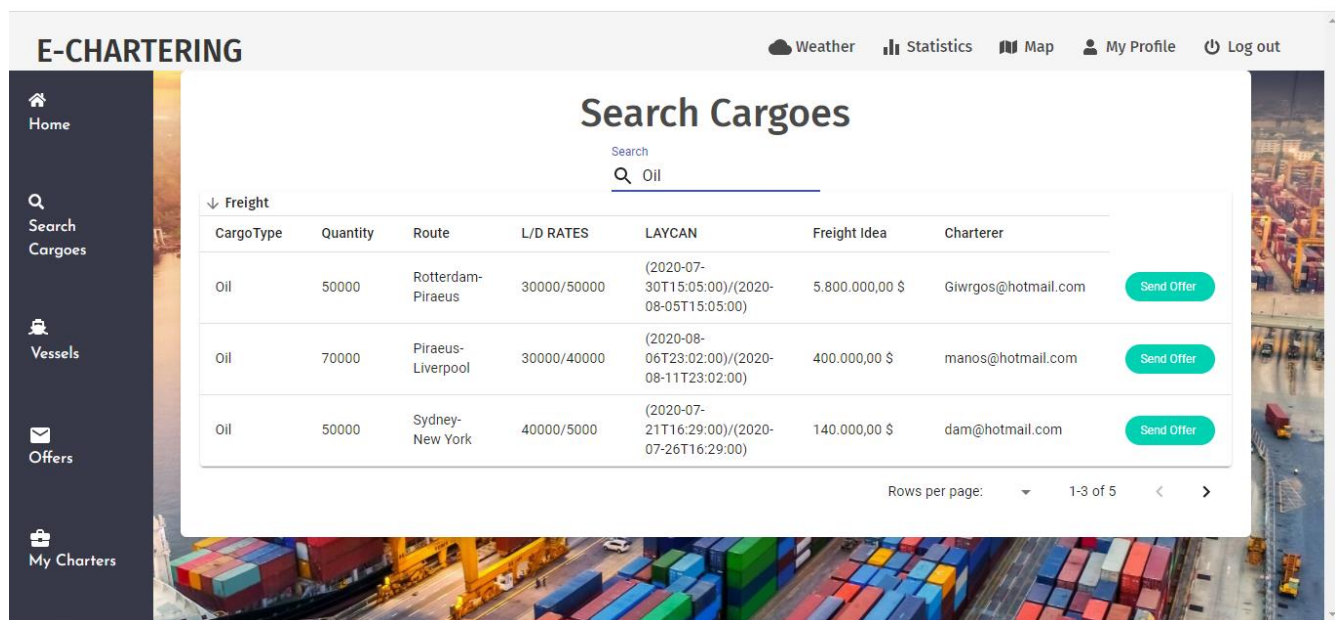 E-CHARTERING
Weather Statistics Map My Profile Log out
Home
Search
Cargoes
Vessels
Offers
My Charters
Search Cargoes
Search
Oil
Freight
CargoType Quantity Route L/D RATES LAYCAN Freight Idea Charterer
Oil 50000 Rotterdam-
Piraeus 30000/50000 (2020-07-
30T15:05:00)/(2020-
08-05T15:05:00) 5.800.000,00 $ Giwrgos@hotmail.com Send Offer
Oil 70000 Piraeus-
Liverpool 30000/40000 (2020-08-
06T23:02:00)/(2020-
08-11T23:02:00) 400.000,00 $ manos@hotmail.com Send Offer
Oil 50000 Sydney-
New York 40000/5000 (2020-07-
21T16:29:00)/(2020-
07-26T16:29:00) 140.000,00 $ dam@hotmail.com Send Offer
Rows per page: 1-3 of 5